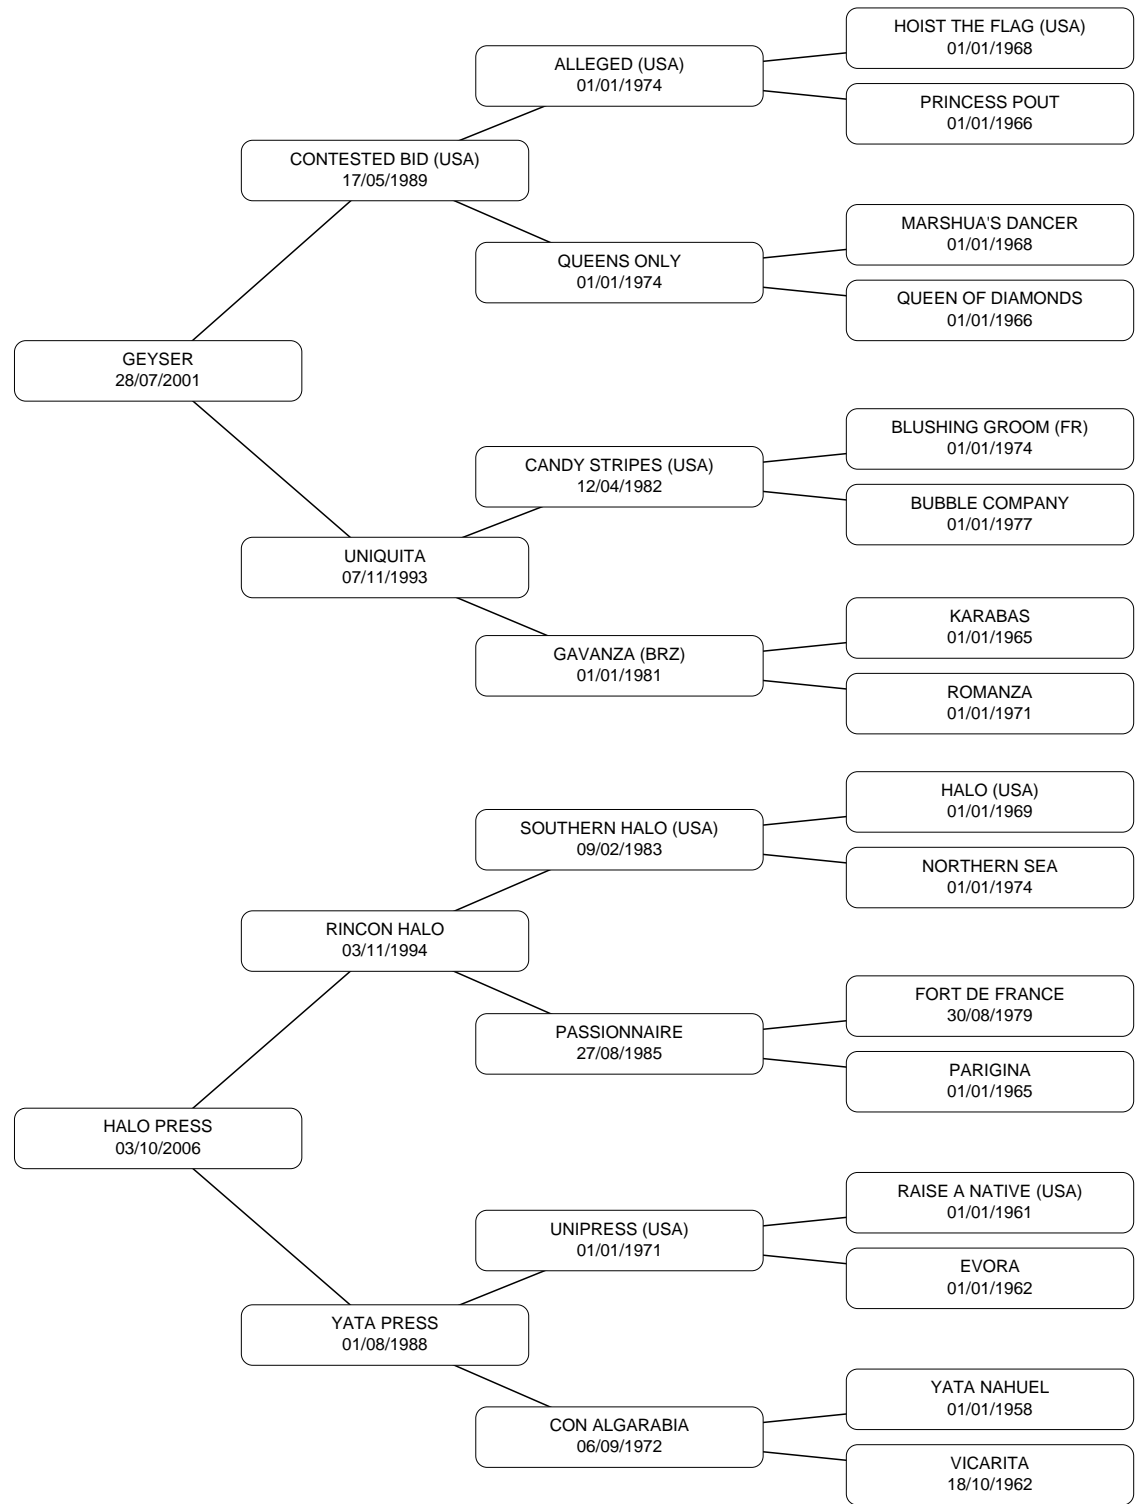 HOIST THE FLAG (USA)
01/01/1968
ALLEGED (USA)
01/01/1974
PRINCESS POUT
01/01/1966
CONTESTED BID (USA)
17/05/1989
MARSHUA'S DANCER
01/01/1968
QUEENS ONLY
01/01/1974
QUEEN OF DIAMONDS
01/01/1966
GEYSER
28/07/2001
BLUSHING GROOM (FR)
01/01/1974
CANDY STRIPES (USA)
12/04/1982
BUBBLE COMPANY
01/01/1977
UNIQUITA
07/11/1993
KARABAS
01/01/1965
GAVANZA (BRZ)
01/01/1981
ROMANZA
01/01/1971
HALO (USA)
01/01/1969
SOUTHERN HALO (USA)
09/02/1983
NORTHERN SEA
01/01/1974
RINCON HALO
03/11/1994
FORT DE FRANCE
30/08/1979
PASSIONNAIRE
27/08/1985
PARIGINA
01/01/1965
HALO PRESS
03/10/2006
RAISE A NATIVE (USA)
01/01/1961
UNIPRESS (USA)
01/01/1971
EVORA
01/01/1962
YATA PRESS
01/08/1988
YATA NAHUEL
01/01/1958
CON ALGARABIA
06/09/1972
VICARITA
18/10/1962